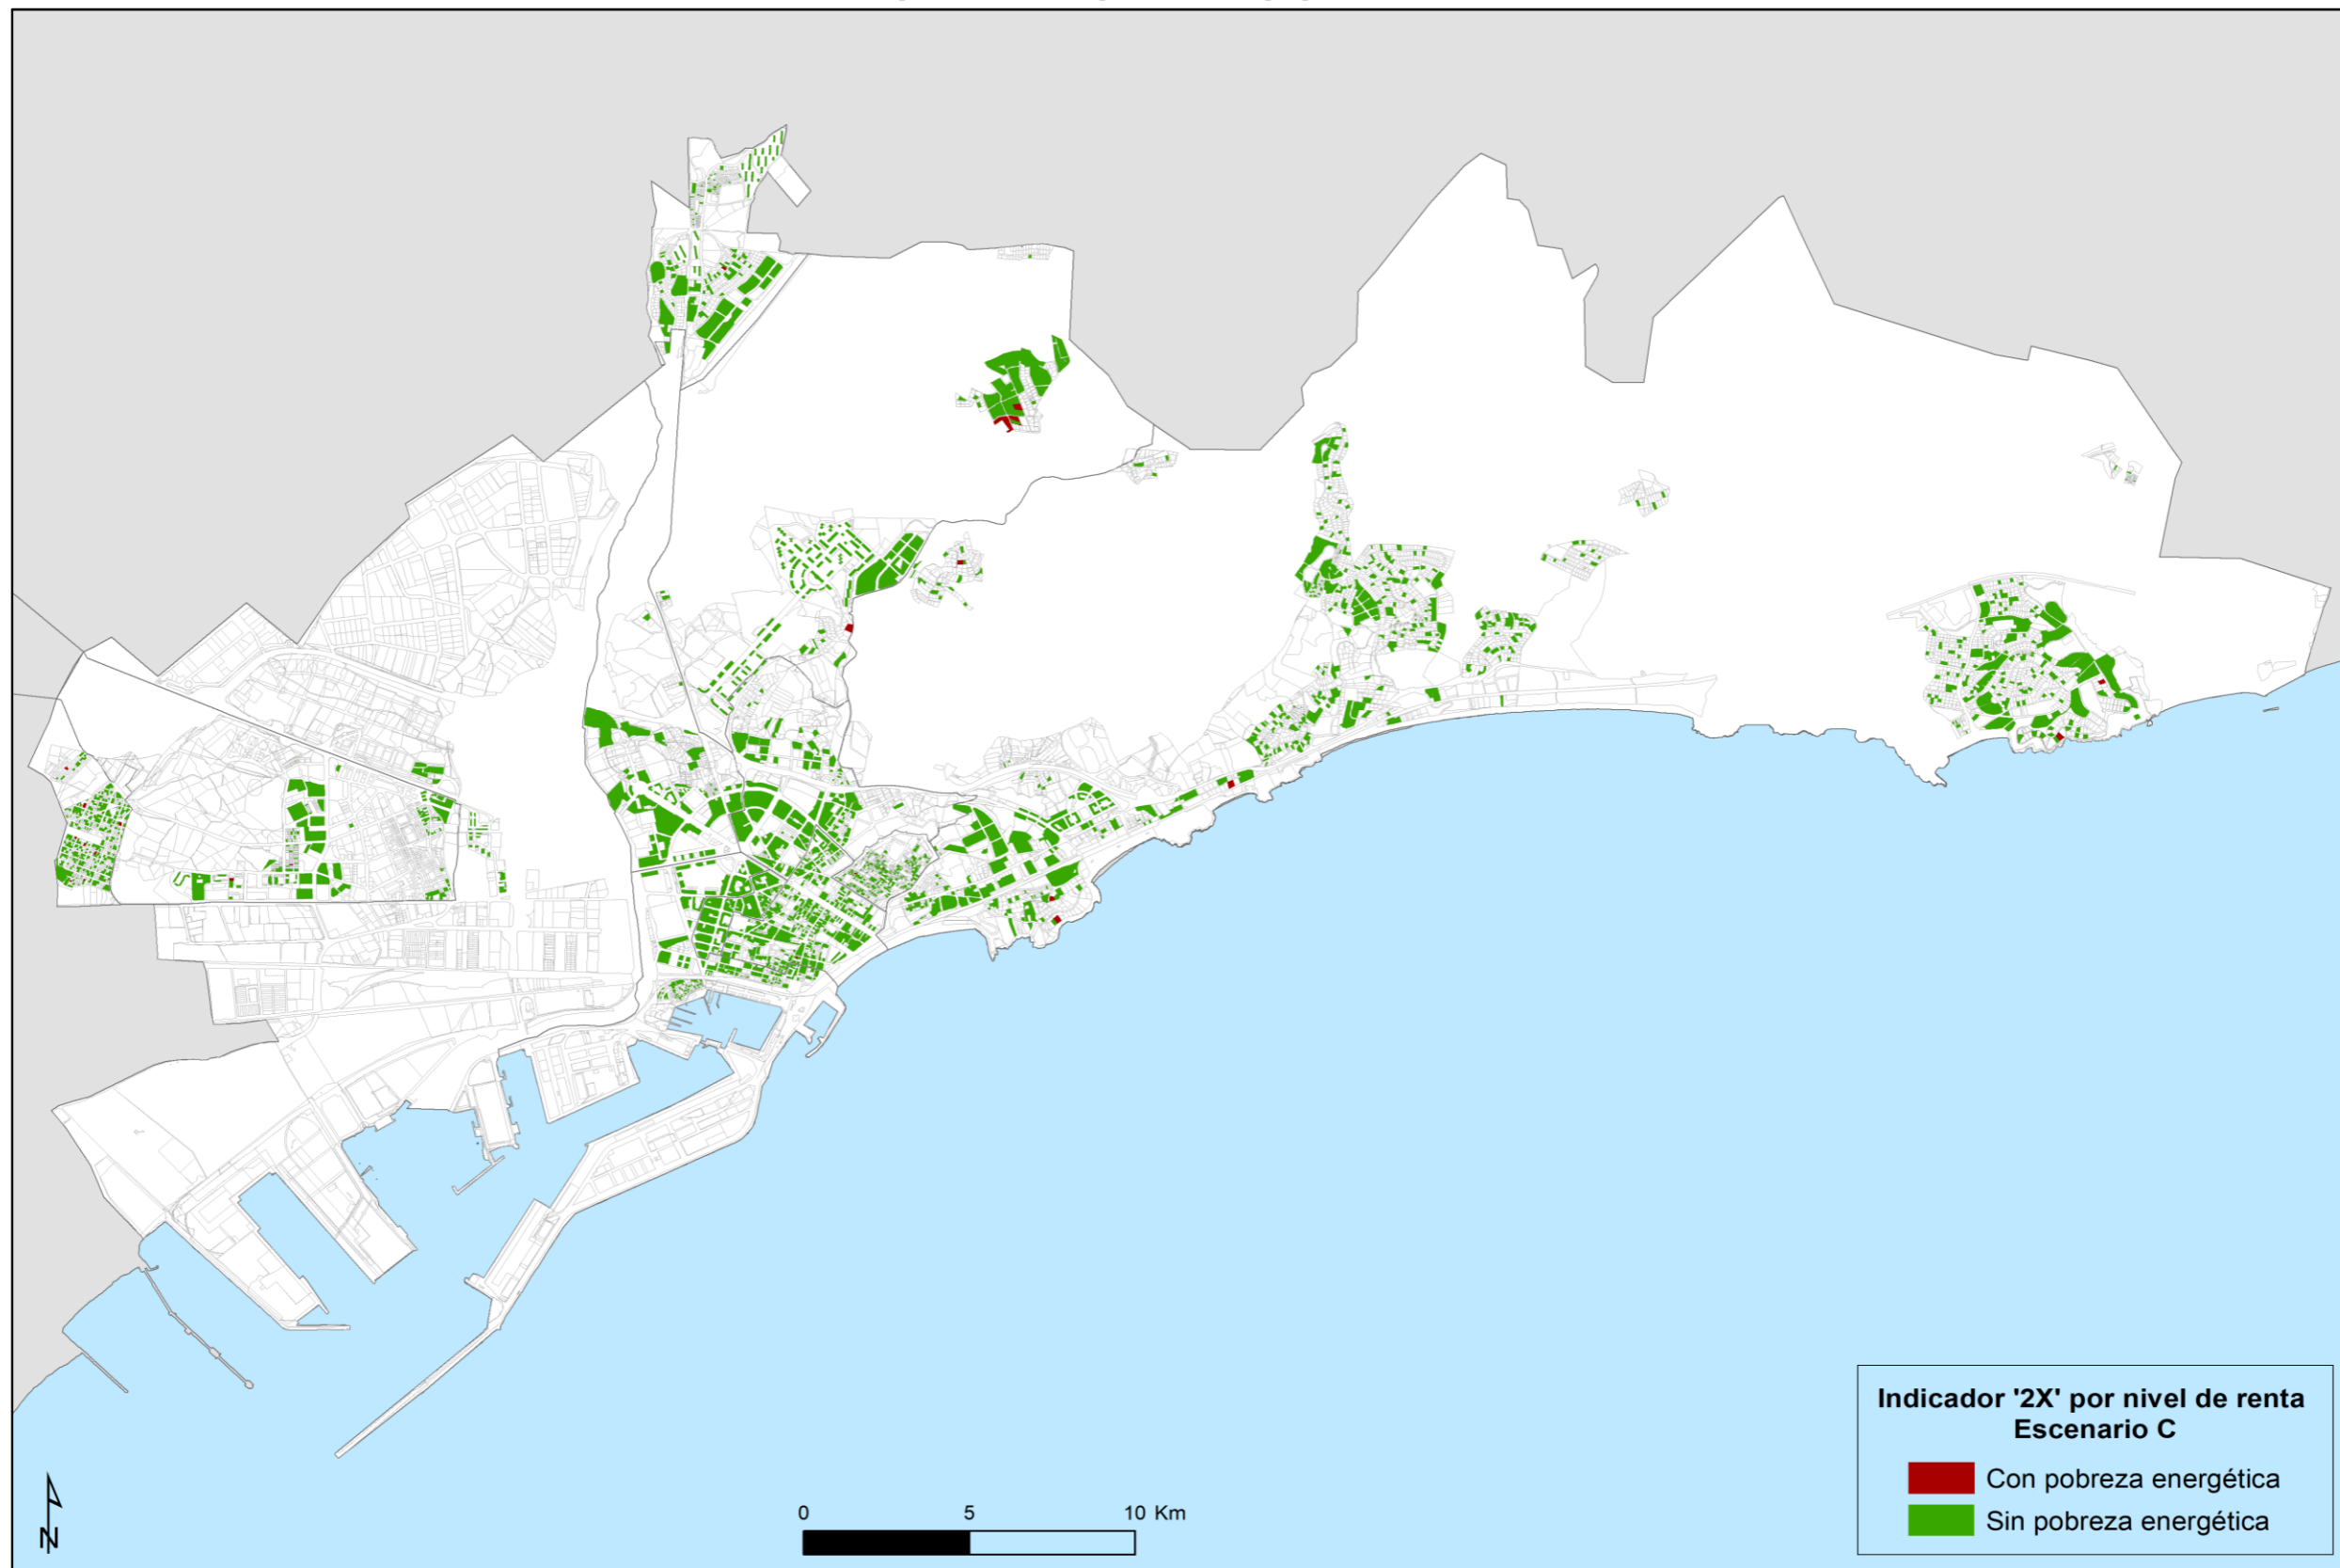 0 5 10 Km
N
Indicador '2X' por nivel de renta
Escenario C
Con pobreza energética
Sin pobreza energética